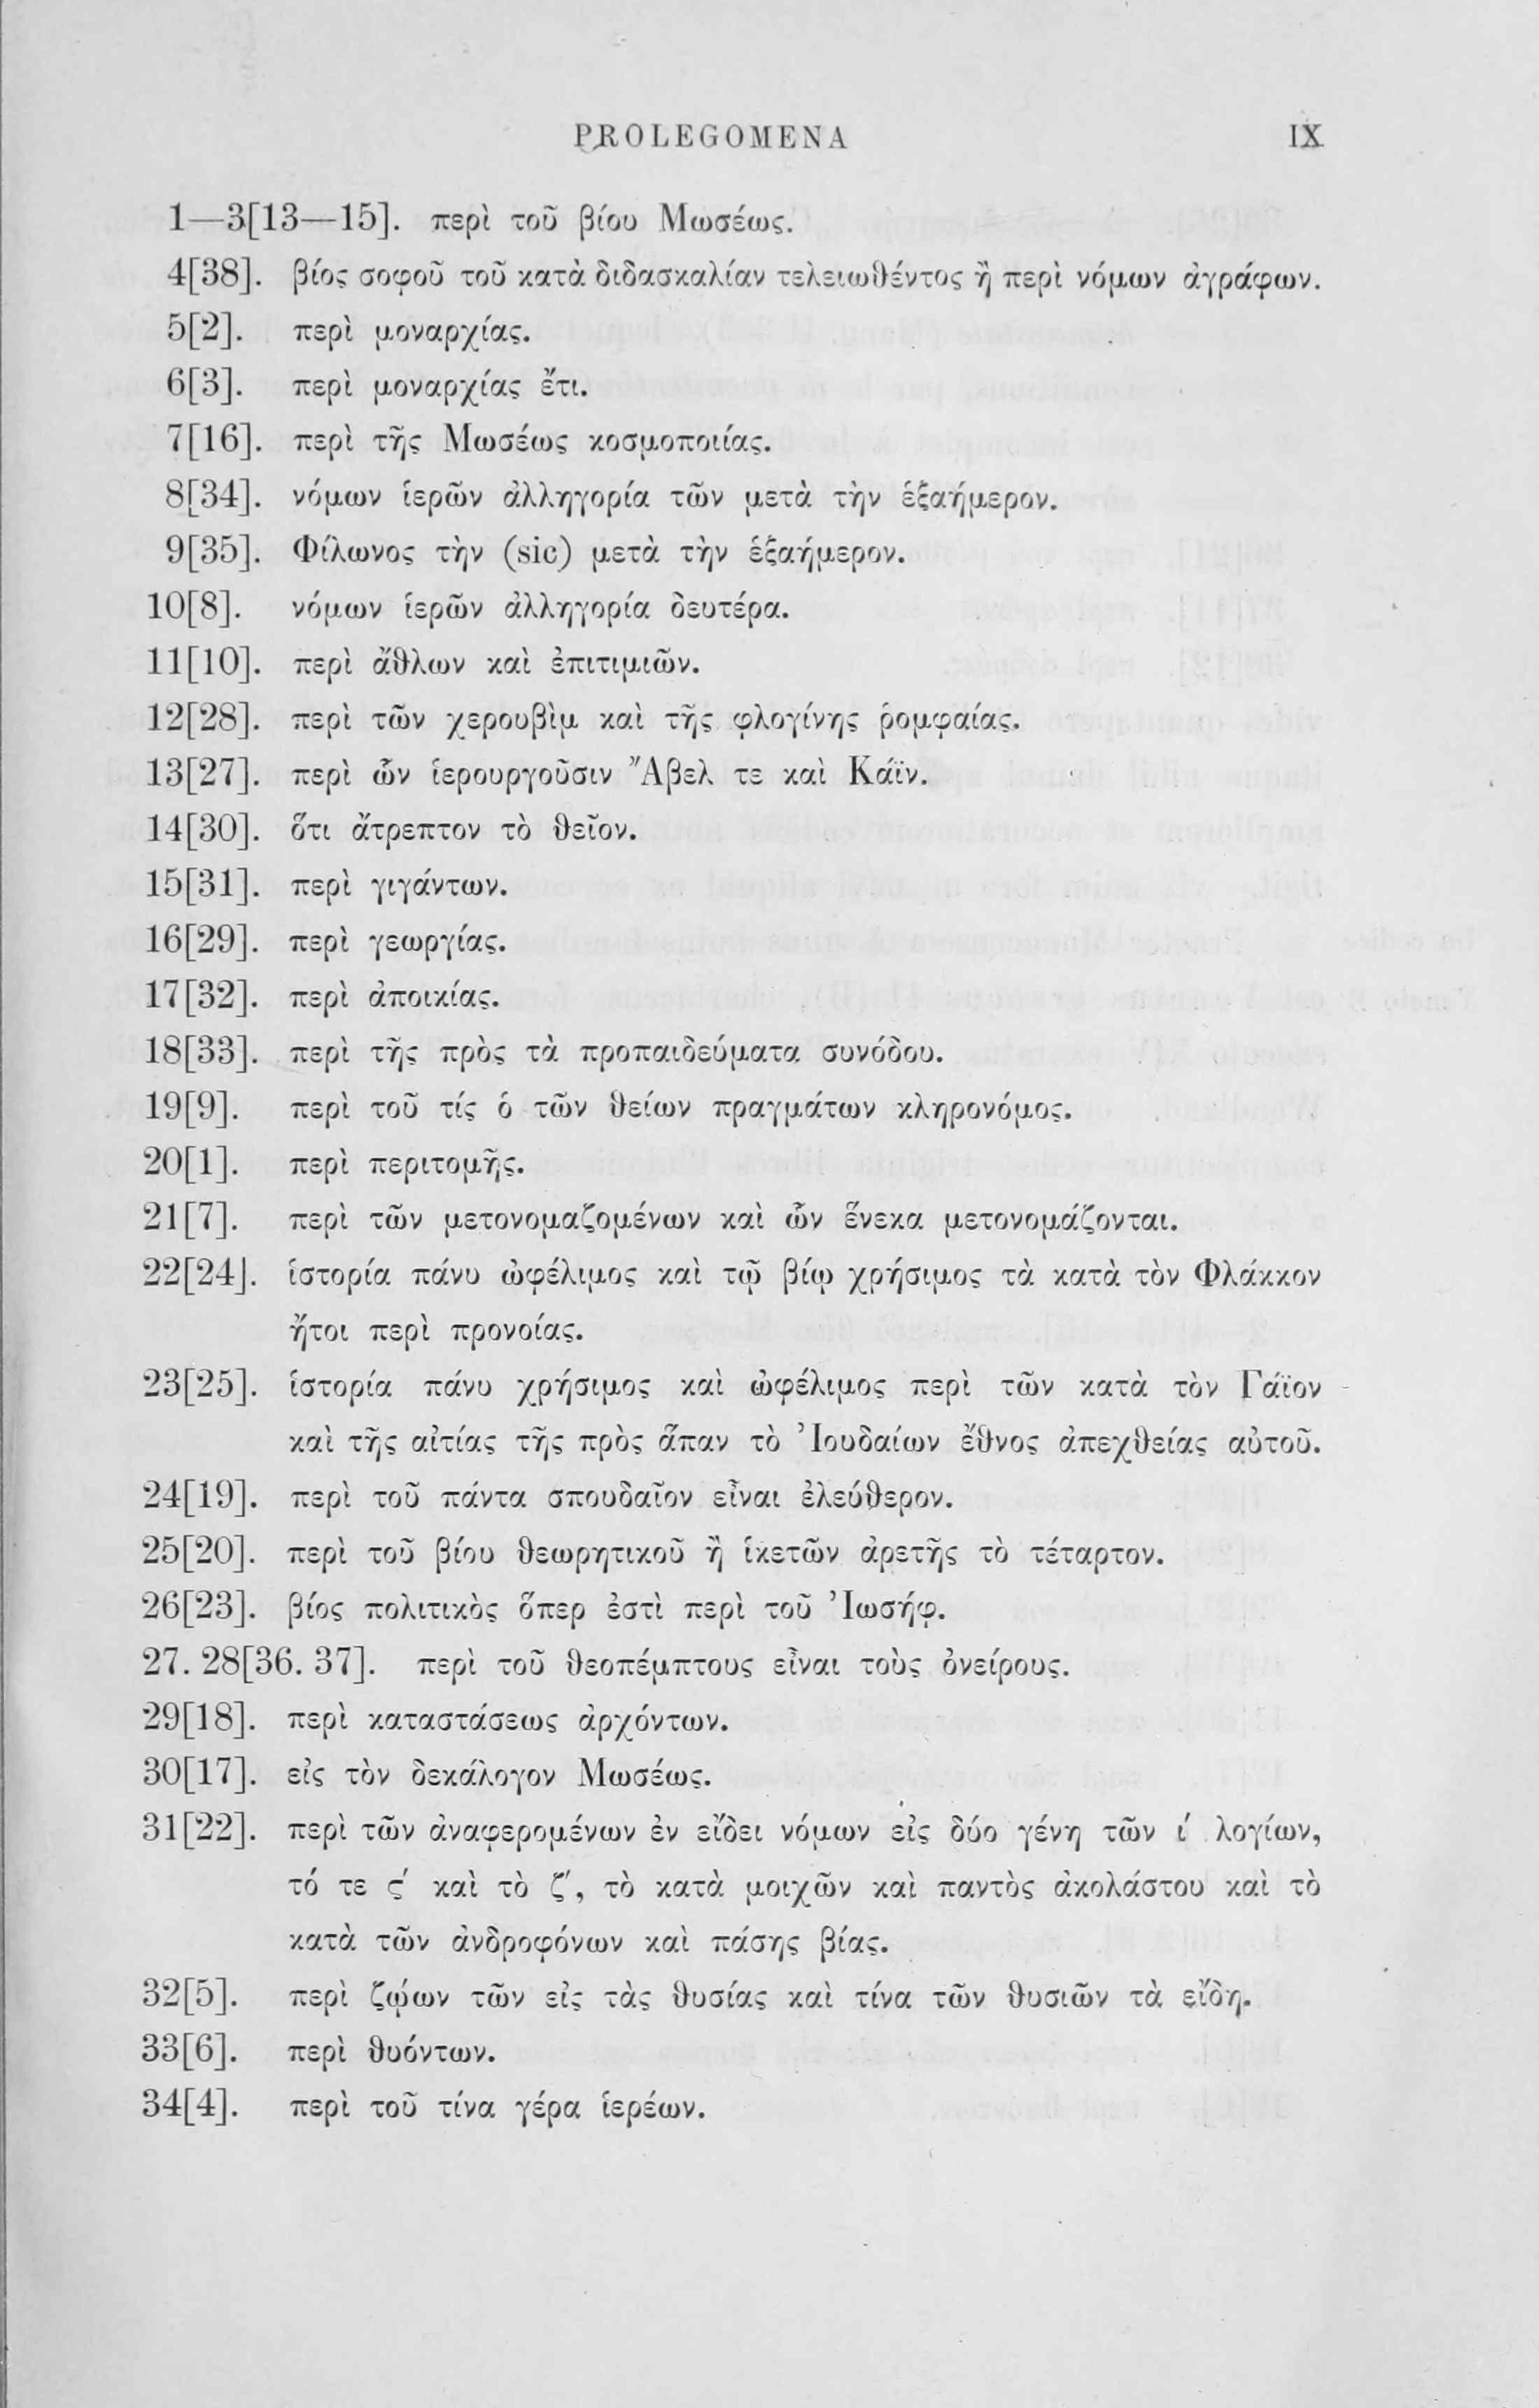 PROLEGOMENA IX
1—3[13—15]. περὶ τοῦ βίου Μωσέως.
4[38]. βίος σοφοῦ τοῦ κατὰ διδασκαλίαν τελειωθέντος ἢ περὶ νόμων ἀγράφων.
5[2]. περὶ μοναρχίας.
6[3]. περὶ μοναρχίας ἔτι.
7[16]. περὶ τῆς Μωσέως κοσμοποιίας.
8[34]. νόμων ἱερῶν ἀλληγορία τῶν μετὰ τὴν ἑξαήμερον.
9[35]. Φίλωνος τὴν (sic) μετὰ τὴν ἑξαήμερον.
10[8]. νόμων ἱερῶν ἀλληγορία δευτέρα.
11[10]. περὶ ἄθλων καὶ ἐπιτιμιῶν.
12[28]. περὶ τῶν χερουβὶμ καὶ τῆς φλογίνης ῥομφαίας.
13[27]. περὶ ὧν ἱερουργοῦσιν Ἄβελ τε καὶ Κάϊν.
14[30]. ὅτι ἄτρεπτον τὸ θεῖον.
15[31]. περὶ γιγάντων.
16[29]. περὶ γεωργίας.
17[32]. περὶ ἀποικίας.
18[33]. περὶ τῆς πρὸς τὰ προπαιδεύματα συνόδου.
19[9]. περὶ τοῦ τίς ὁ τῶν θείων πραγμάτων κληρονόμος.
20[1]. περὶ περιτομῆς.
21[7]. περὶ τῶν μετονομαζομένων καὶ ὧν ἕνεκα μετονομάζονται.
22[24]. ἱστορία πάνυ ὠφέλιμος καὶ τῷ βίῳ χρήσιμος τὰ κατὰ τὸν Φλάκκον
ἤτοι περὶ προνοίας.
23[25]. ἱστορία πάνυ χρήσιμος καὶ ὠφέλιμος περὶ τῶν κατὰ τὸν Γάϊον
καὶ τῆς αἰτίας τῆς πρὸς ἅπαν τὸ Ἰουδαίων ἔθνος ἀπεχθείας αὐτοῦ.
24[19]. περὶ τοῦ πάντα σπουδαῖον εἶναι ἐλεύθερον.
25[20]. περὶ τοῦ βίου θεωρητικοῦ ἢ ἱκετῶν ἀρετῆς τὸ τέταρτον.
26[23]. βίος πολιτικὸς ὅπερ ἐστὶ περὶ τοῦ Ἰωσήφ.
27. 28[36. 37]. περὶ τοῦ θεοπέμπτους εἶναι τοὺς ὀνείρους.
29[18]. περὶ καταστάσεως ἀρχόντων.
30[17]. εἰς τὸν δεκάλογον Μωσέως.
31[22]. περὶ τῶν ἀναφερομένων ἐν εἴδει νόμων εἰς δύο γένη τῶν ι΄ λογίων,
τό τε ϛ΄ καὶ τὸ ζ΄, τὸ κατὰ μοιχῶν καὶ παντὸς ἀκολάστου καὶ τὸ
κατὰ τῶν ἀνδροφόνων καὶ πάσης βίας.
32[5]. περὶ ζῴων τῶν εἰς τὰς θυσίας καὶ τίνα τῶν θυσιῶν τὰ εἴδη.
33[6]. περὶ θυόντων.
34[4]. περὶ τοῦ τίνα γέρα ἱερέων.